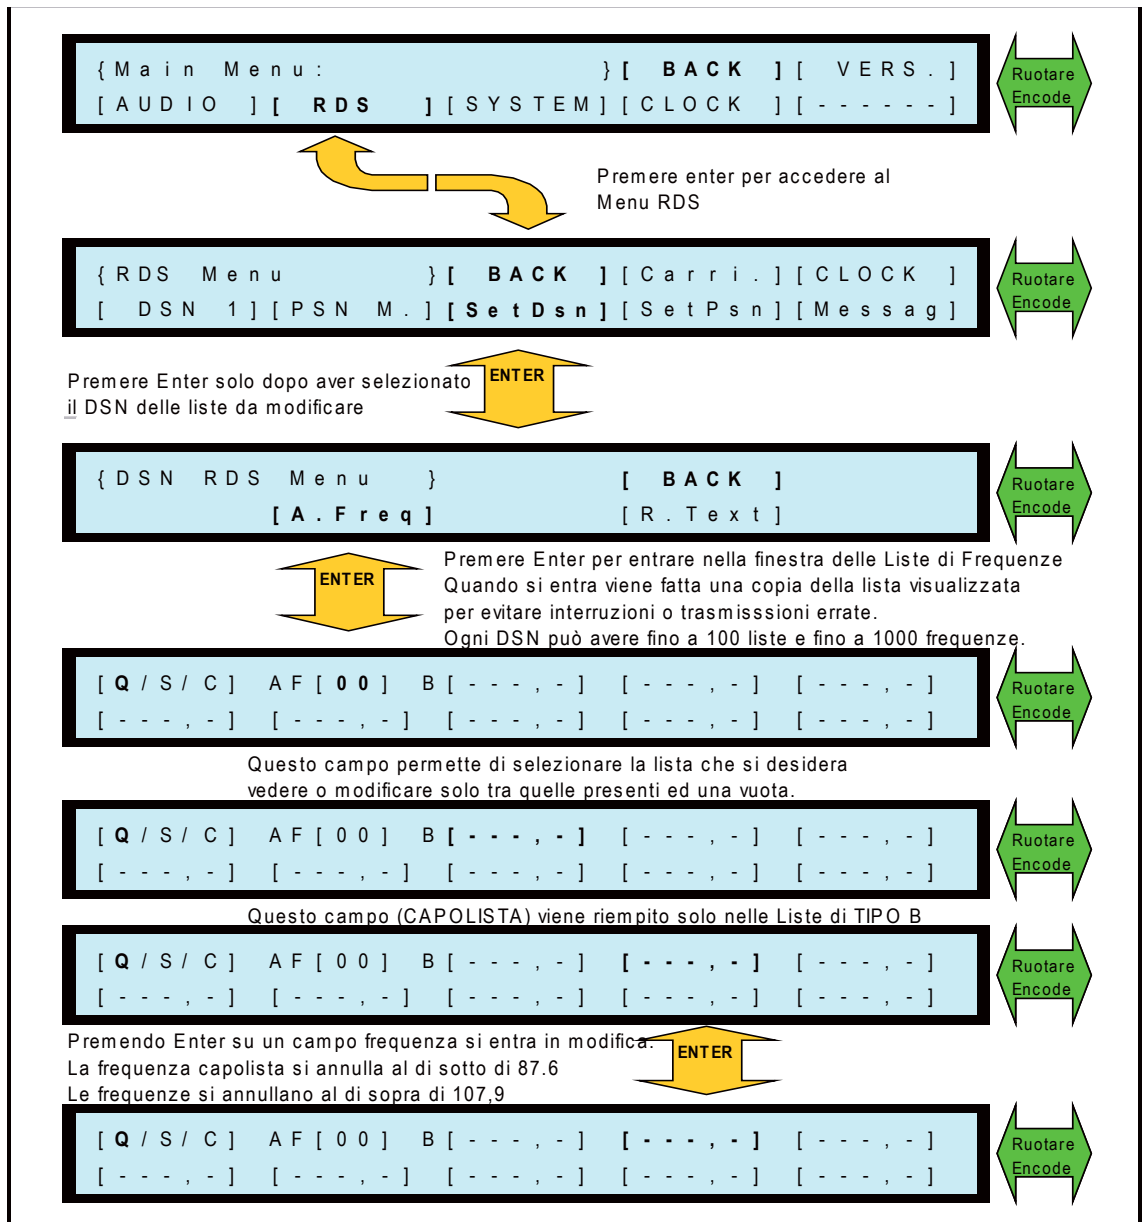 {Main Menu: }[ BACK ][ VERS.]
[AUDIO ][ RDS ][SYSTEM][CLOCK ][------]
Ruotare
Encode
Premere enter per accedere al
Menu RDS
{RDS Menu }[ BACK ][Carri.][CLOCK ]
[ DSN 1][PSN M.][SetDsn][SetPsn][Messag]
Ruotare
Encode
Premere Enter solo dopo aver selezionato
il DSN delle liste da modificare
ENTER
{DSN RDS Menu } [ BACK ]
[A.Freq] [R.Text]
Ruotare
Encode
ENTER
Premere Enter per entrare nella finestra delle Liste di Frequenze
Quando si entra viene fatta una copia della lista visualizzata
per evitare interruzioni o trasmisssioni errate.
Ogni DSN può avere fino a 100 liste e fino a 1000 frequenze.
[Q/S/C] AF[00] B[---,-] [---,-] [---,-]
[---,-] [---,-] [---,-] [---,-] [---,-]
Ruotare
Encode
Questo campo permette di selezionare la lista che si desidera
vedere o modificare solo tra quelle presenti ed una vuota.
[Q/S/C] AF[00] B[---,-] [---,-] [---,-]
[---,-] [---,-] [---,-] [---,-] [---,-]
Ruotare
Encode
Questo campo (CAPOLISTA) viene riempito solo nelle Liste di TIPO B
[Q/S/C] AF[00] B[---,-] [---,-] [---,-]
[---,-] [---,-] [---,-] [---,-] [---,-]
Ruotare
Encode
Premendo Enter su un campo frequenza si entra in modifica.
La frequenza capolista si annulla al di sotto di 87.6
Le frequenze si annullano al di sopra di 107,9
ENTER
[Q/S/C] AF[00] B[---,-] [---,-] [---,-]
[---,-] [---,-] [---,-] [---,-] [---,-]
Ruotare
Encode